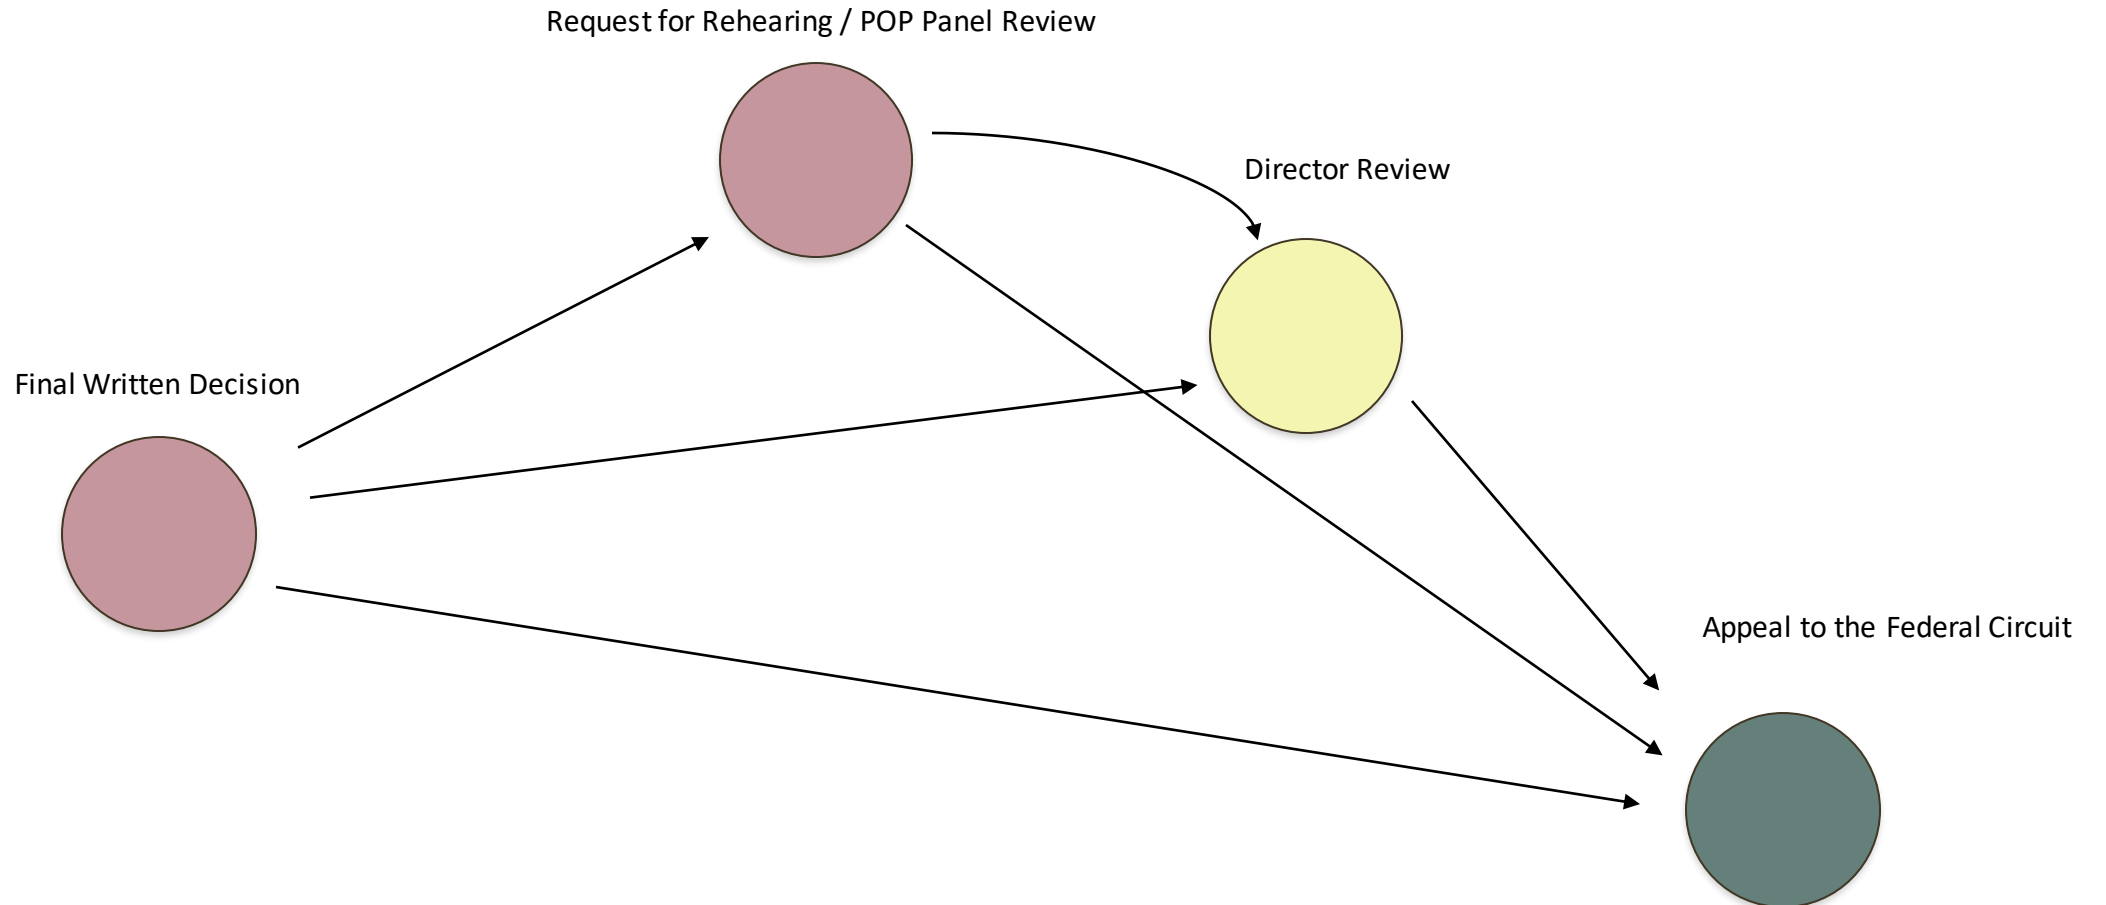 Request for Rehearing / POP Panel Review
Director Review
Final Written Decision
Appeal to the Federal Circuit